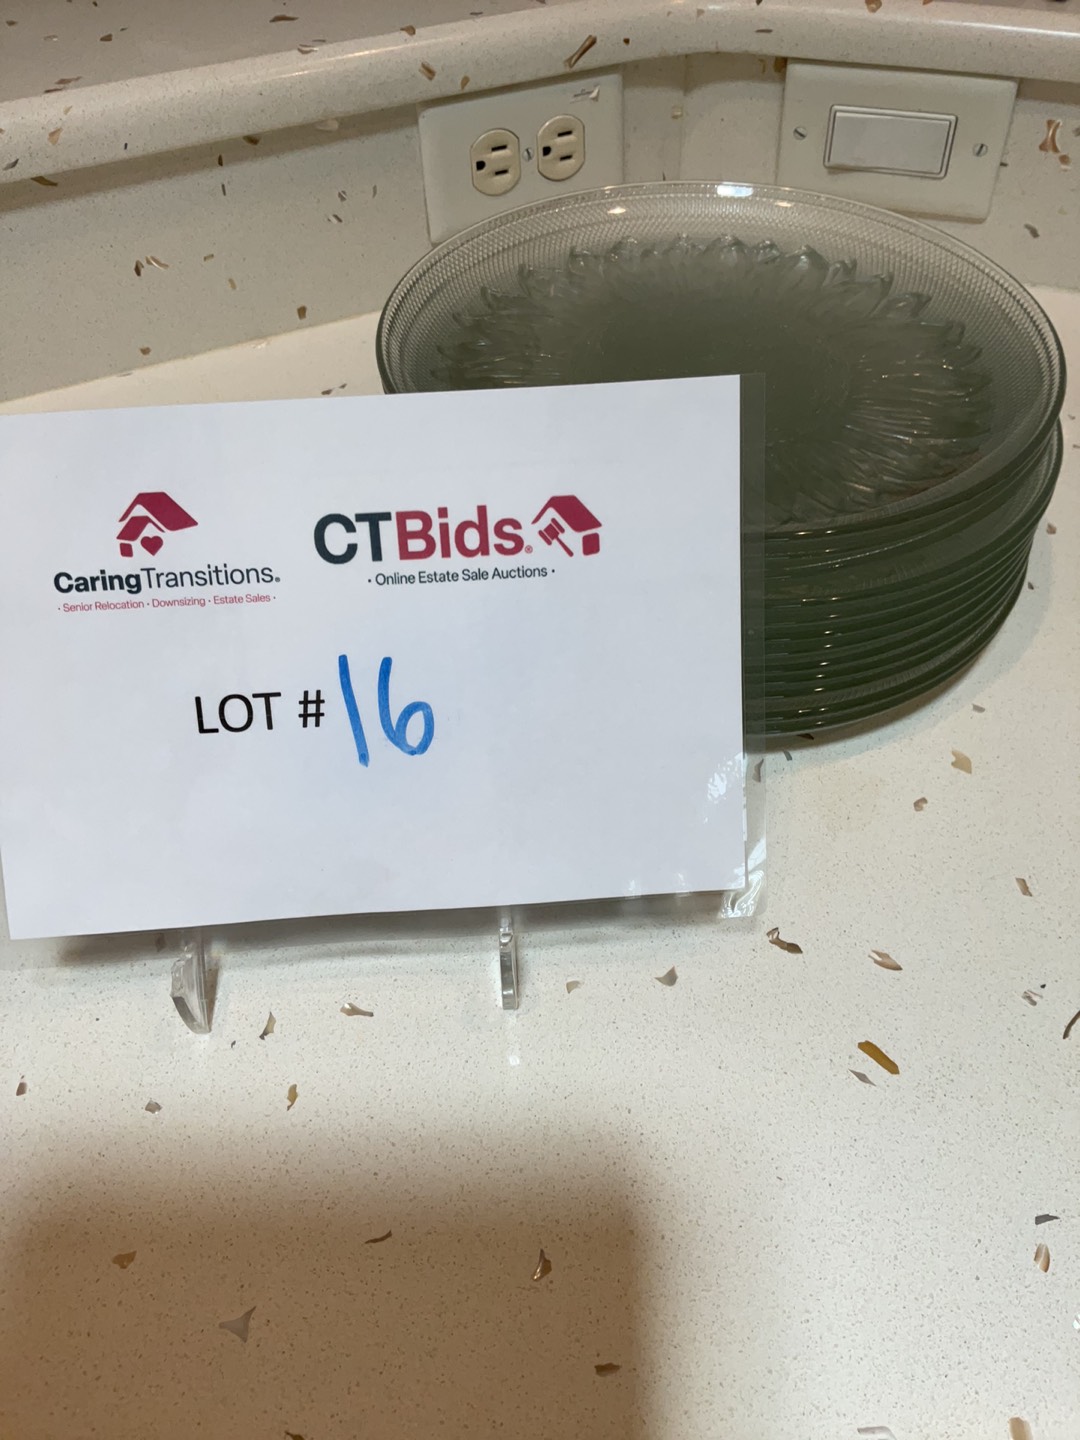 CaringTransitions®
· Senior Relocation · Downsizing · Estate Sales ·
CTBids®
· Online Estate Sale Auctions ·
LOT # 16